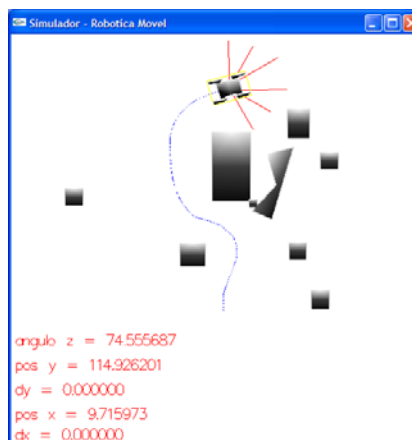 Simulador - Robotica Movel
angulo z = 74.555687
pos y = 114.926201
dy = 0.000000
pos x = 9.715973
dx = 0.000000